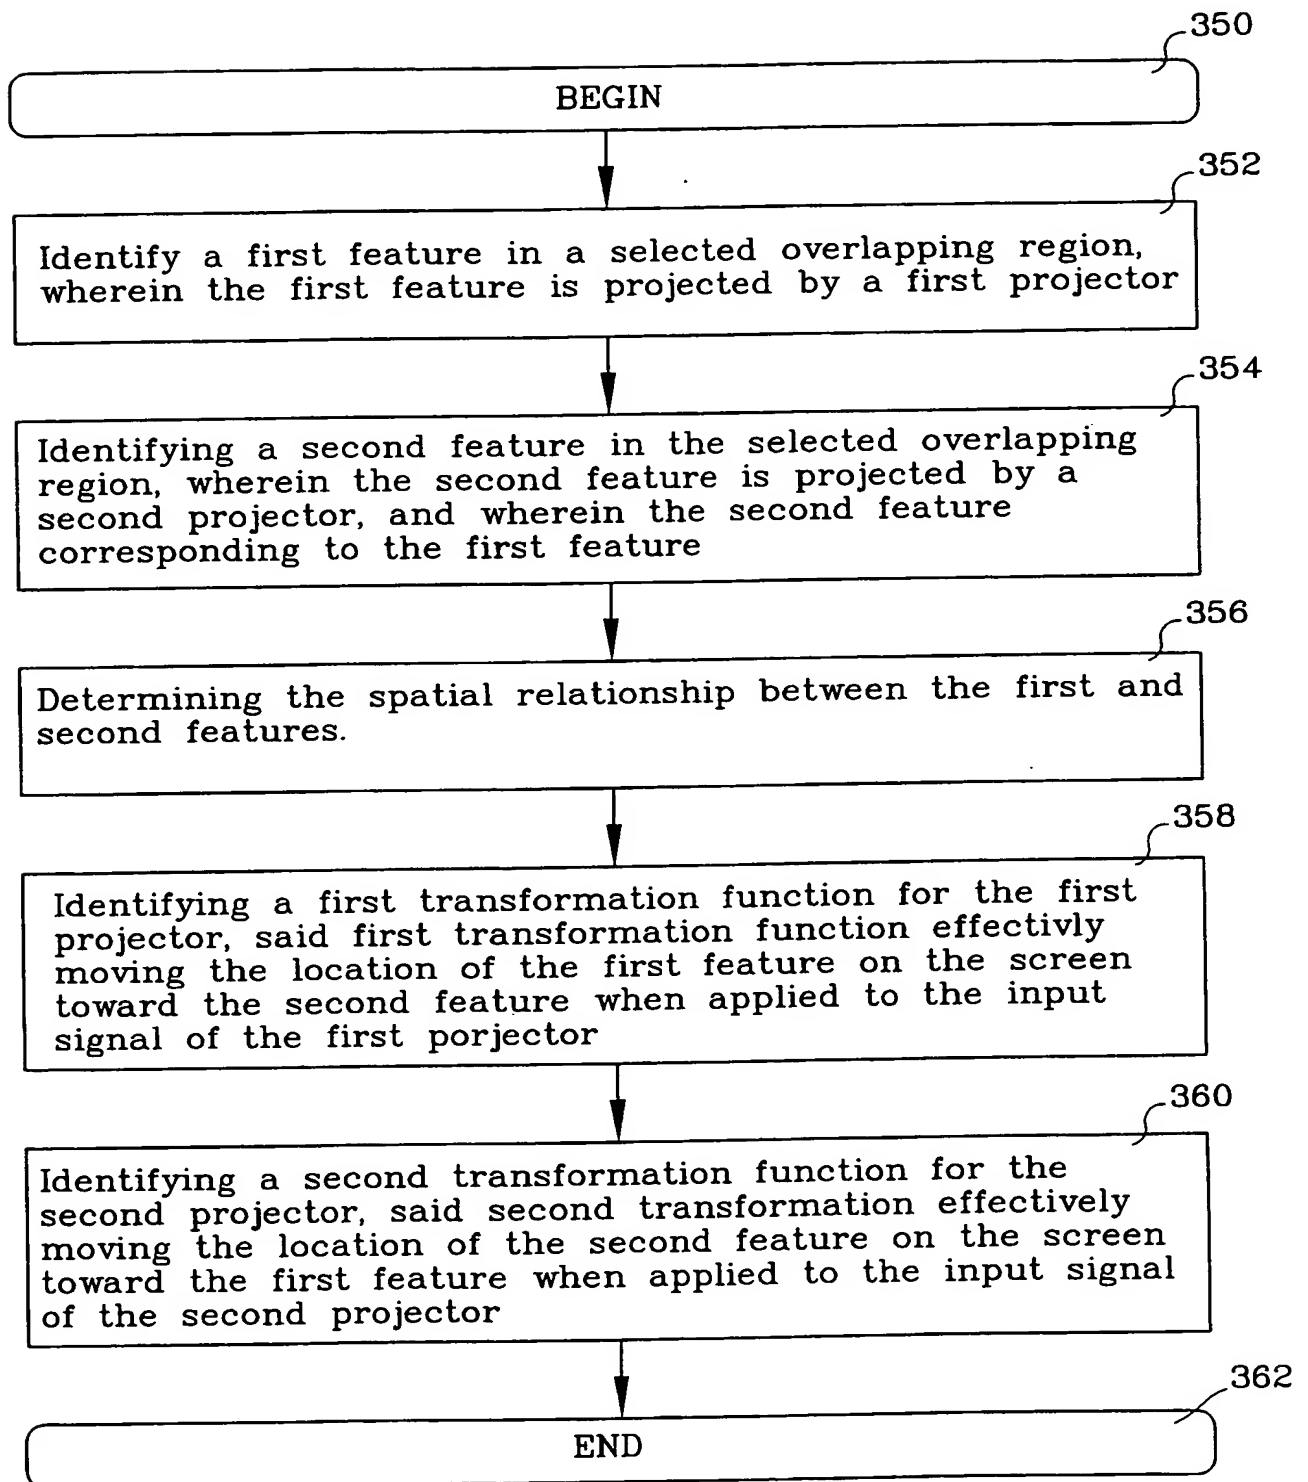 350
BEGIN
352
Identify a first feature in a selected overlapping region,
wherein the first feature is projected by a first projector
354
Identifying a second feature in the selected overlapping
region, wherein the second feature is projected by a
second projector, and wherein the second feature
corresponding to the first feature
356
Determining the spatial relationship between the first and
second features.
358
Identifying a first transformation function for the first
projector, said first transformation function effectivly
moving the location of the first feature on the screen
toward the second feature when applied to the input
signal of the first porjector
360
Identifying a second transformation function for the
second projector, said second transformation effectively
moving the location of the second feature on the screen
toward the first feature when applied to the input signal
of the second projector
362
END